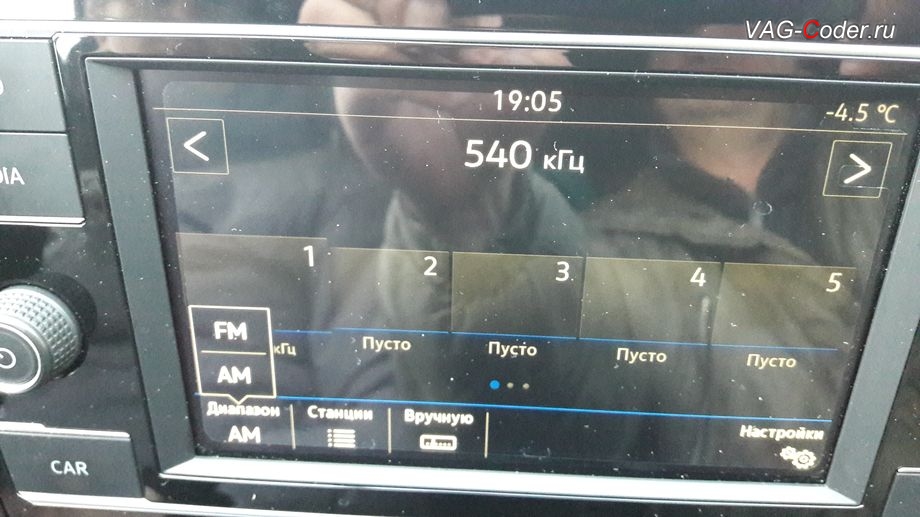 VAG-Coder.ru
19:05
-4.5 °C
540 кГц
<
>
1 2 3 4 5
FM
AM
кГц Пусто Пусто Пусто Пусто
Диапазон Станции Вручную
AM
Настройки
DIA
CAR